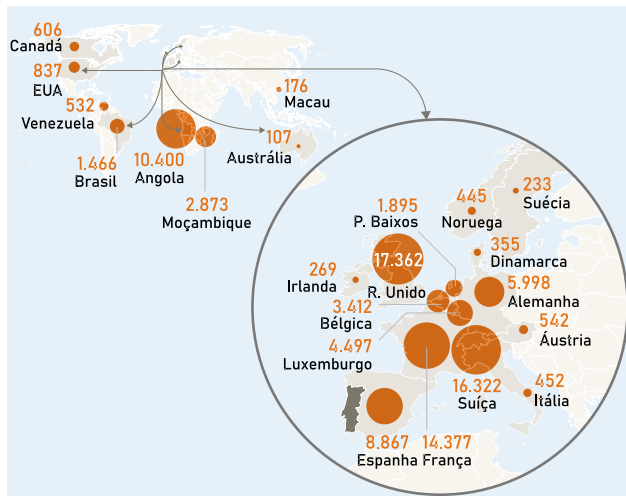 606
Canadá
837
EUA
532
Venezuela
1.466
Brasil
10.400
Angola
2.873
Moçambique
176
Macau
107
Austrália
445
Noruega
233
Suécia
1.895
P. Baixos
355
Dinamarca
17.362
R. Unido
269
Irlanda
5.998
Alemanha
3.412
Bélgica
542
Áustria
4.497
Luxemburgo
16.322
Suíça
452
Itália
8.867
Espanha
14.377
França